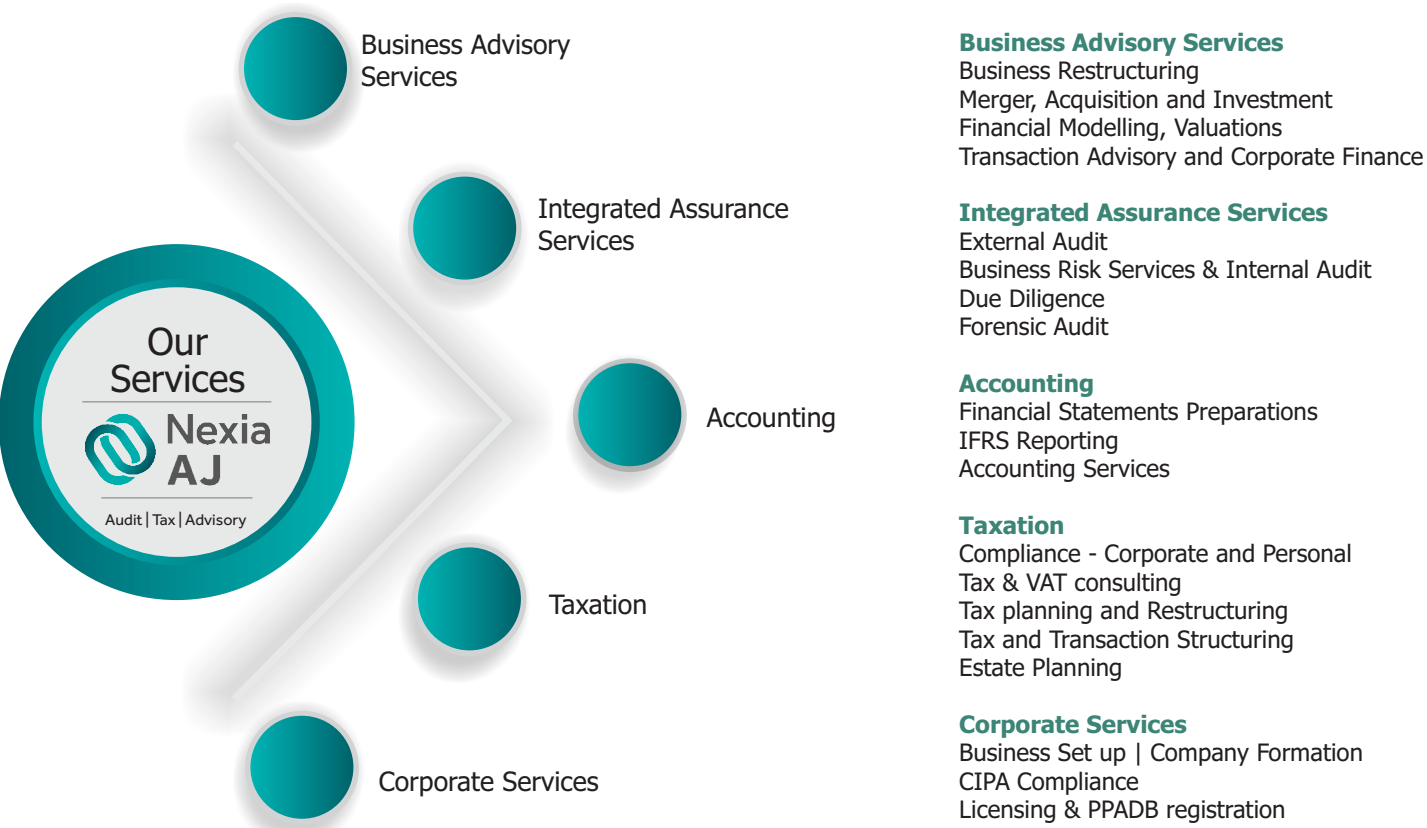 Our
Services
Nexia
AJ
Audit | Tax | Advisory
Business Advisory
Services
Integrated Assurance
Services
Accounting
Taxation
Corporate Services
Business Advisory Services
Business Restructuring
Merger, Acquisition and Investment
Financial Modelling, Valuations
Transaction Advisory and Corporate Finance
Integrated Assurance Services
External Audit
Business Risk Services & Internal Audit
Due Diligence
Forensic Audit
Accounting
Financial Statements Preparations
IFRS Reporting
Accounting Services
Taxation
Compliance - Corporate and Personal
Tax & VAT consulting
Tax planning and Restructuring
Tax and Transaction Structuring
Estate Planning
Corporate Services
Business Set up | Company Formation
CIPA Compliance
Licensing & PPADB registration